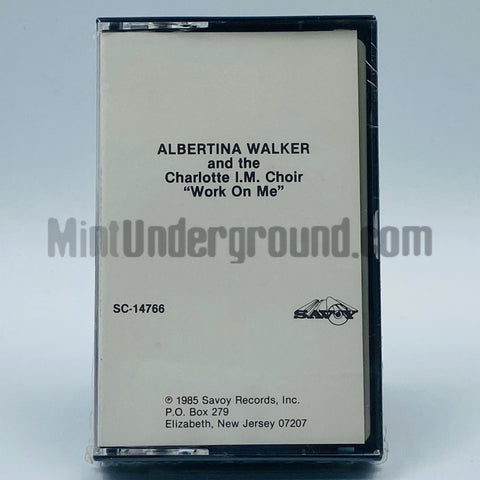 ALBERTINA WALKER
and the
Charlotte I.M. Choir
“Work On Me”
MintUnderground.com
SC-14766
SAVOY
℗ 1985 Savoy Records, Inc.
P.O. Box 279
Elizabeth, New Jersey 07207